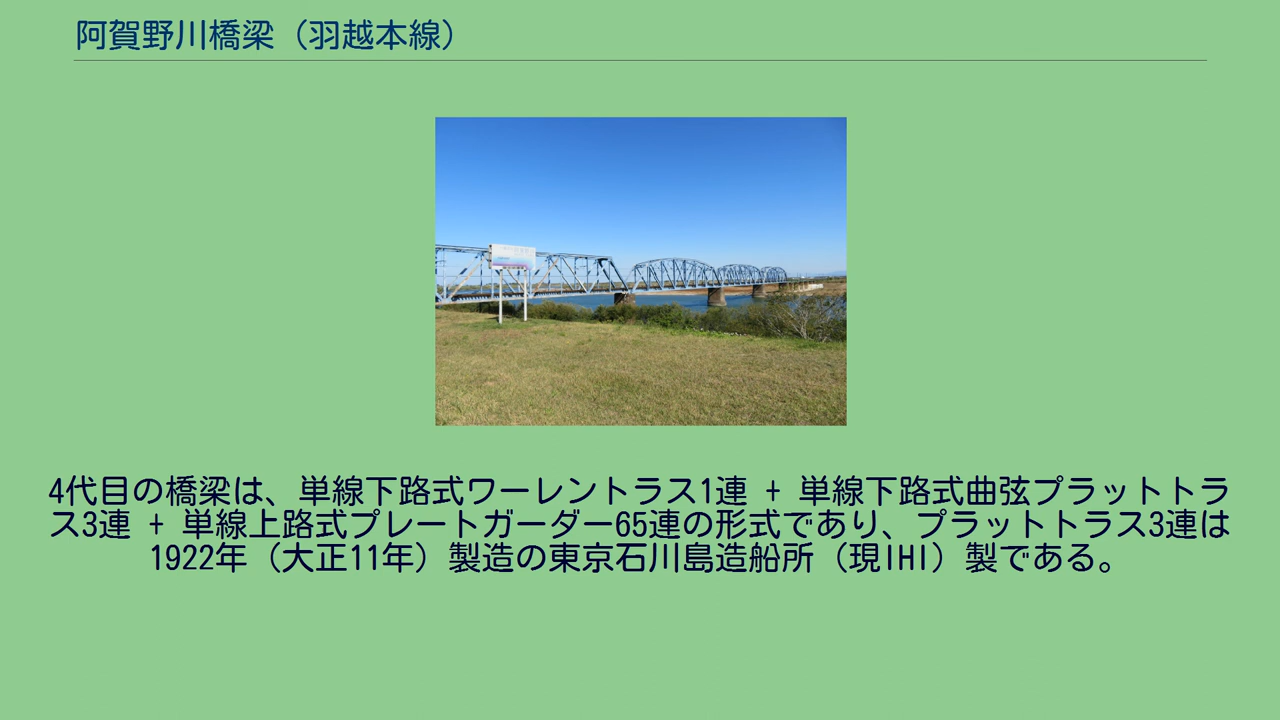 阿賀野川橋梁（羽越本線）
4代目の橋梁は、単線下路式ワーレントラス1連 + 単線下路式曲弦プラットトラ
ス3連 + 単線上路式プレートガーダー65連の形式であり、プラットトラス3連は
1922年（大正11年）製造の東京石川島造船所（現IHI）製である。